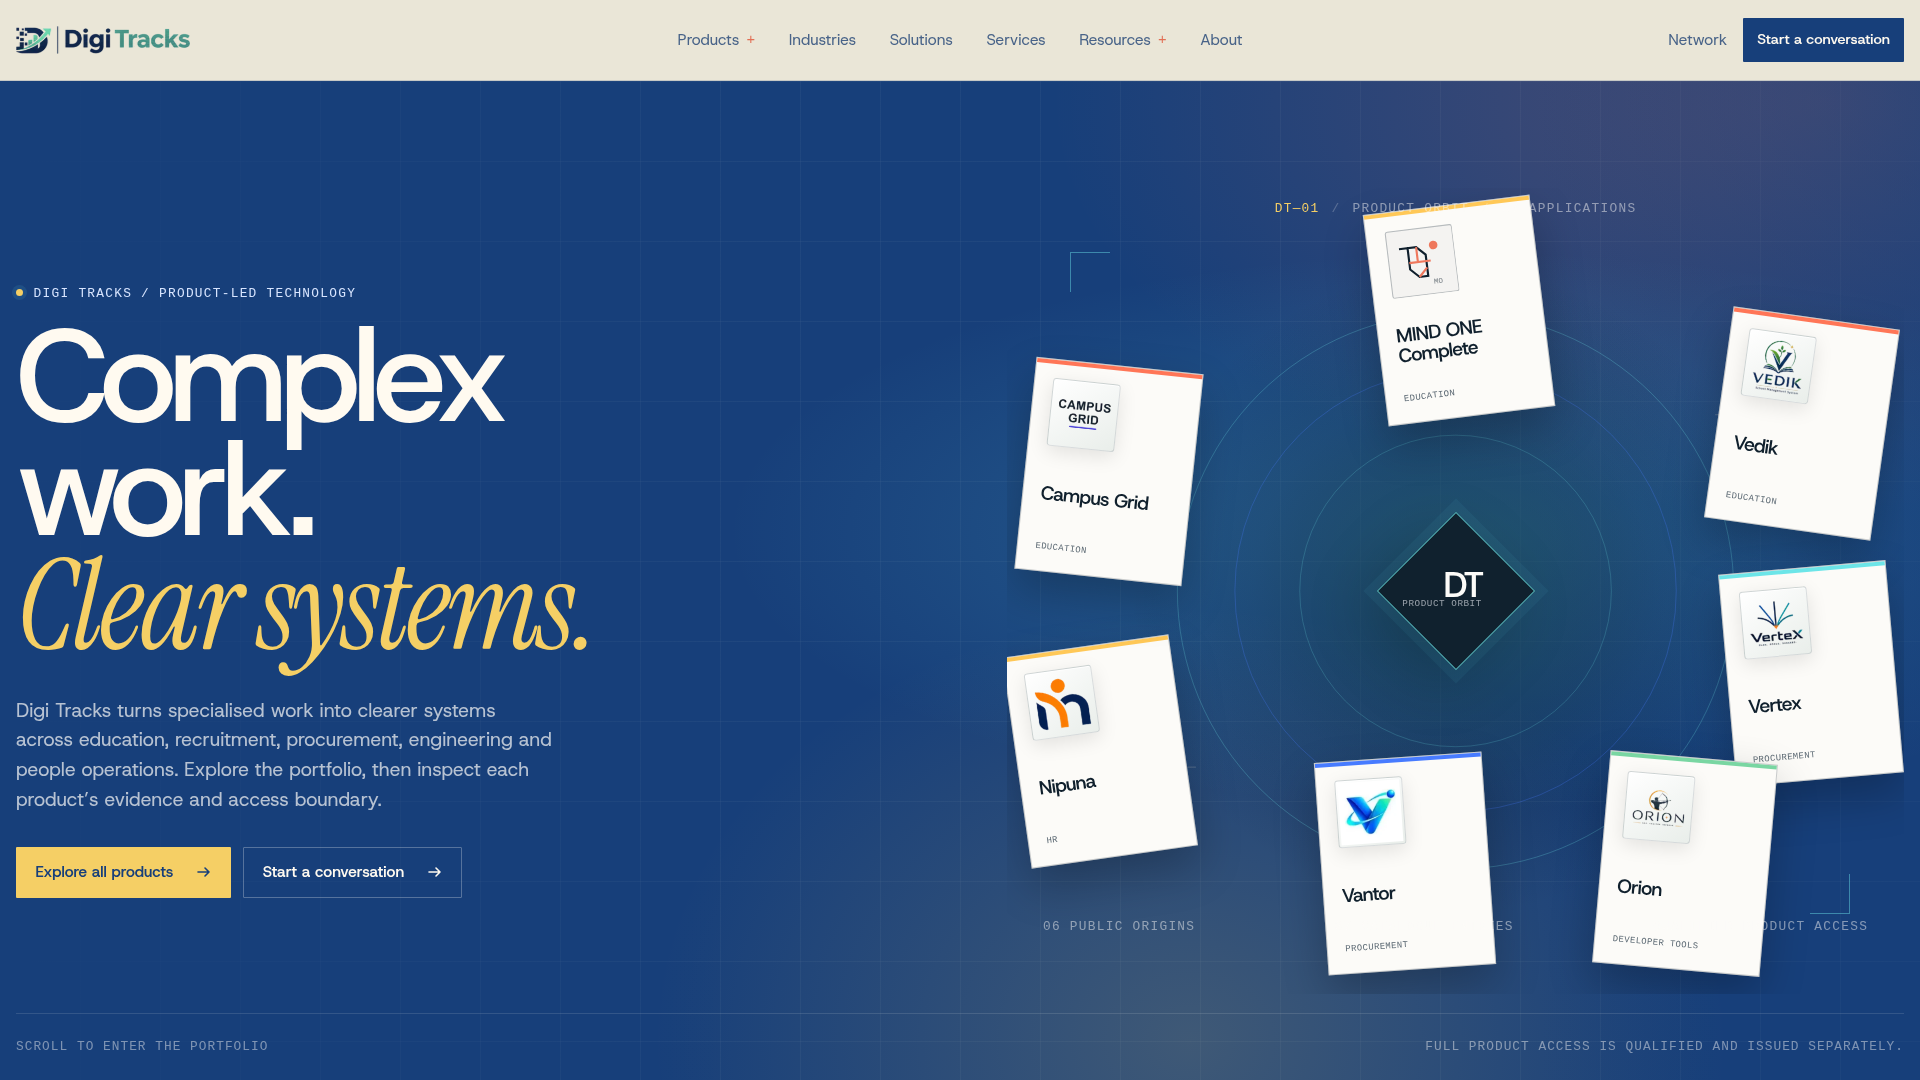 Digi Tracks
Products +
Industries
Solutions
Services
Resources +
About
Network
Start a conversation
DIGI TRACKS / PRODUCT-LED TECHNOLOGY
Complex
work.
Clear systems.
Digi Tracks turns specialised work into clearer systems
across education, recruitment, procurement, engineering and
people operations. Explore the portfolio, then inspect each
product’s evidence and access boundary.
Explore all products →
Start a conversation →
DT—01 / PRODUCT ORBIT APPLICATIONS
MD
MIND ONE
Complete
EDUCATION
VEDIK
Vedik
EDUCATION
CAMPUS
GRID
Campus Grid
EDUCATION
DT
PRODUCT ORBIT
VerteX
Vertex
PROCUREMENT
Nipuna
HR
Vantor
PROCUREMENT
ORION
Orion
DEVELOPER TOOLS
06 PUBLIC ORIGINS
ACCESS
SCROLL TO ENTER THE PORTFOLIO
FULL PRODUCT ACCESS IS QUALIFIED AND ISSUED SEPARATELY.